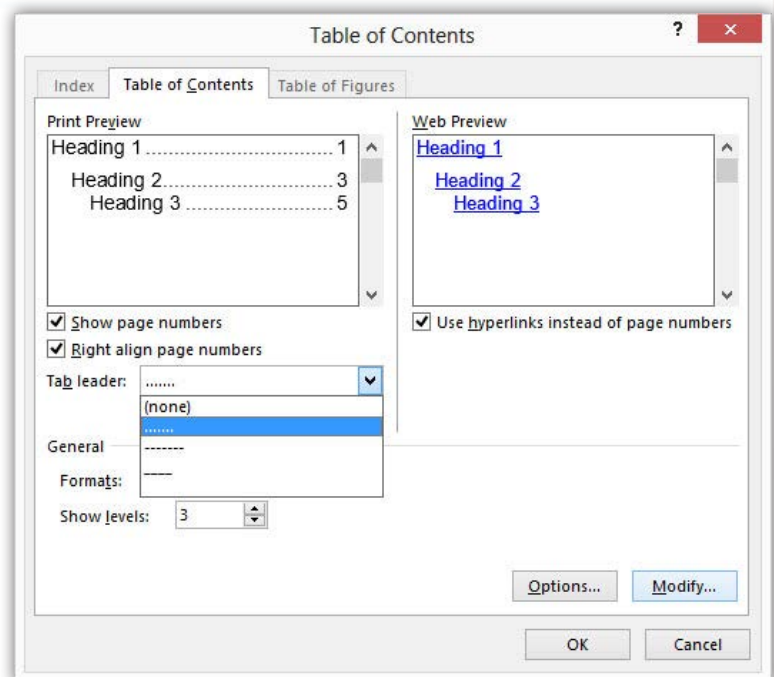 Table of Contents
?
Index
Table of Contents
Table of Figures
Print Preview
Heading 1 .............................. 1
Heading 2............................ 3
Heading 3 ......................... 5
Web Preview
Heading 1
Heading 2
Heading 3
Show page numbers
Right align page numbers
Use hyperlinks instead of page numbers
Tab leader: .......
(none)
.......
-------
____
General
Formats:
Show levels: 3
Options...
Modify...
OK
Cancel